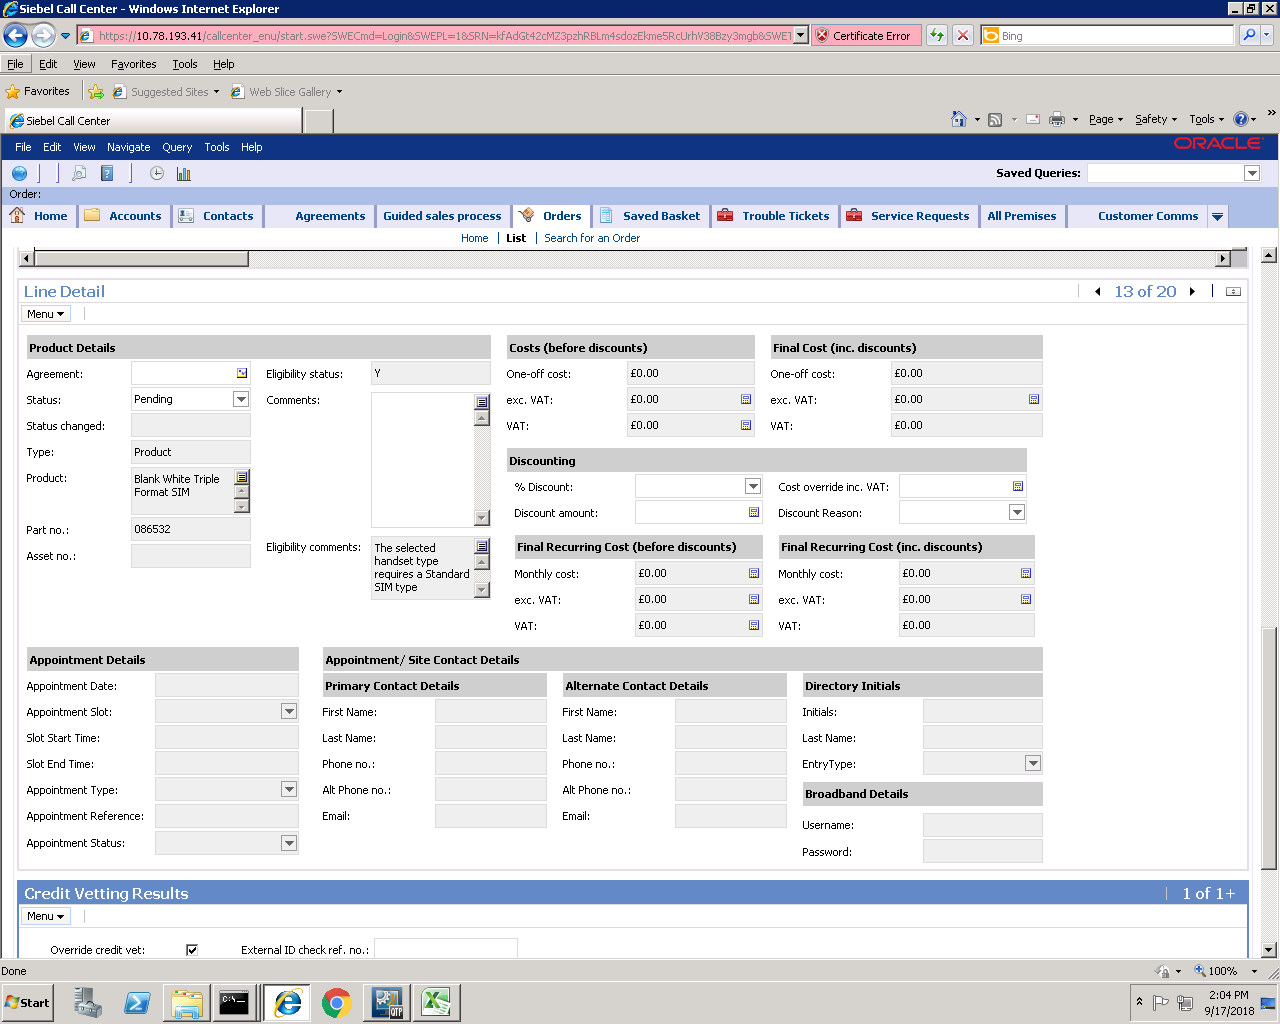 Siebel Call Center - Windows Internet Explorer
https://10.78.193.41/callcenter_enu/start.swe?SWECmd=Login&SWEPL=1&SRN=kfAdGt42cMZ3pzhRBLm4sdozEkme5RcUrhV38Bzy3mgb&SWET Certificate Error Bing
File Edit View Favorites Tools Help
Favorites Suggested Sites Web Slice Gallery
Siebel Call Center Page Safety Tools
File Edit View Navigate Query Tools Help ORACLE
Saved Queries:
Order:
Home Accounts Contacts Agreements Guided sales process Orders Saved Basket Trouble Tickets Service Requests All Premises Customer Comms
Home List Search for an Order
Line Detail 13 of 20
Menu
Product Details Costs (before discounts) Final Cost (inc. discounts)
Agreement: Eligibility status: Y One-off cost: £0.00 One-off cost: £0.00
Status: Pending Comments: exc. VAT: £0.00 exc. VAT: £0.00
Status changed: VAT: £0.00 VAT: £0.00
Type: Product
Discounting
Product: Blank White Triple Format SIM % Discount: Cost override inc. VAT:
Discount amount: Discount Reason:
Part no.: 086532
Asset no.: Eligibility comments: The selected handset type requires a Standard SIM type
Final Recurring Cost (before discounts) Final Recurring Cost (inc. discounts)
Monthly cost: £0.00 Monthly cost: £0.00
exc. VAT: £0.00 exc. VAT: £0.00
VAT: £0.00 VAT: £0.00
Appointment Details Appointment/ Site Contact Details
Appointment Date: Primary Contact Details Alternate Contact Details Directory Initials
Appointment Slot: First Name: First Name: Initials:
Slot Start Time: Last Name: Last Name: Last Name:
Slot End Time: Phone no.: Phone no.: EntryType:
Appointment Type: Alt Phone no.: Alt Phone no.: Broadband Details
Appointment Reference: Email: Email: Username:
Appointment Status: Password:
Credit Vetting Results 1 of 1+
Menu
Override credit vet: External ID check ref. no.:
Done 100%
Start C:\. QTP 2:04 PM
9/17/2018